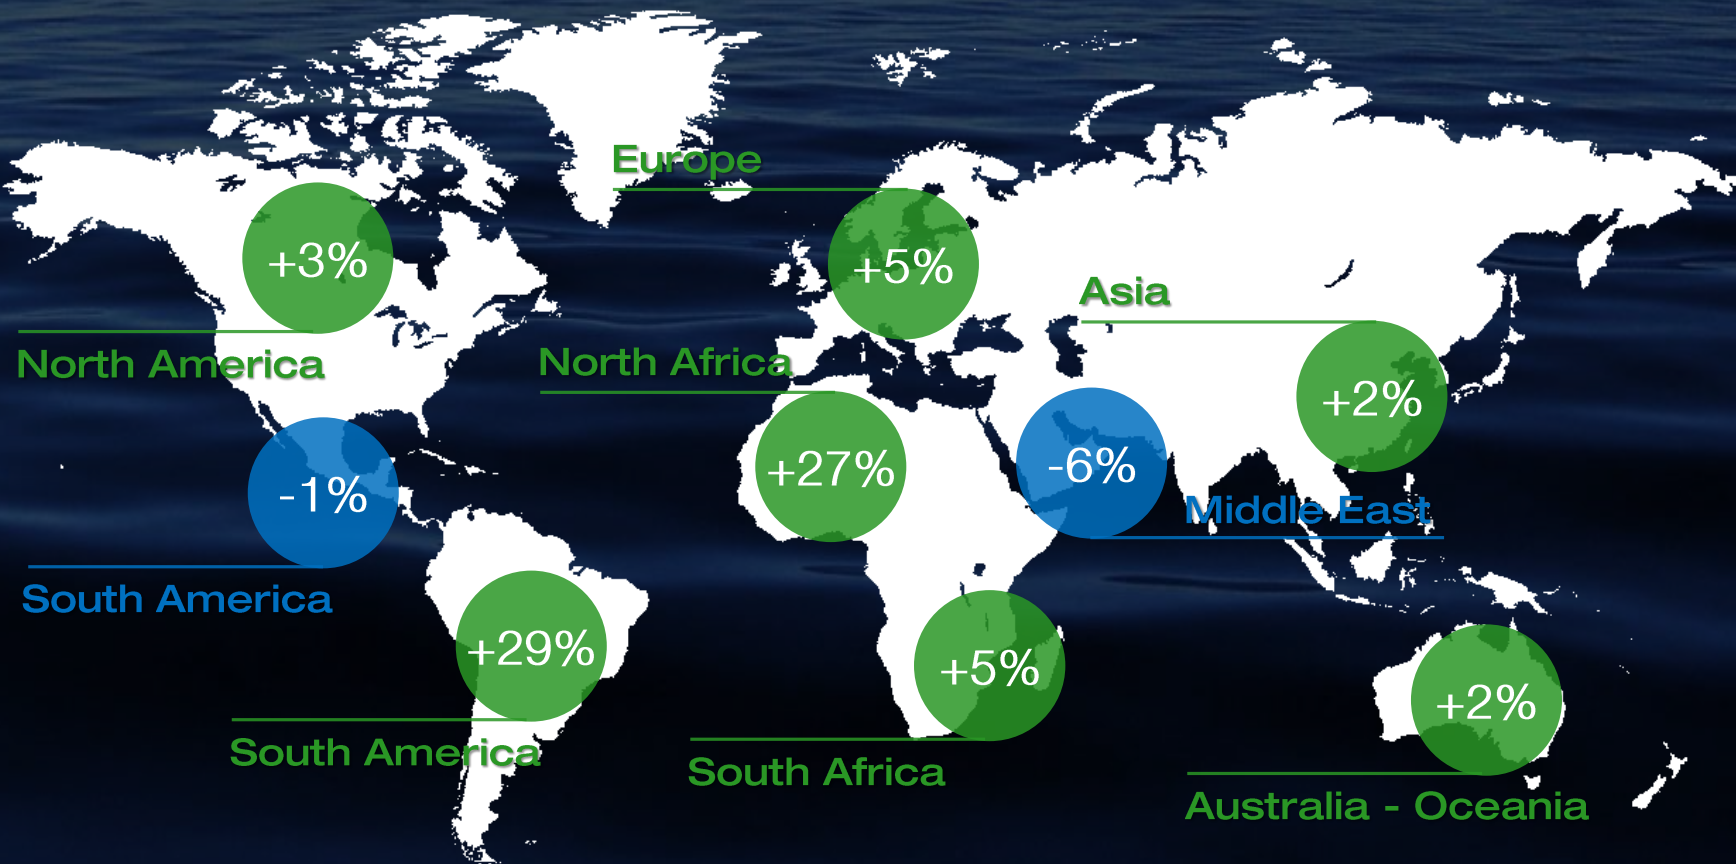 Europe
+3%
+5%
Asia
North America
North Africa
+2%
+27%
-6%
-1%
Middle East
South America
+29%
+5%
+2%
South America
South Africa
Australia - Oceania